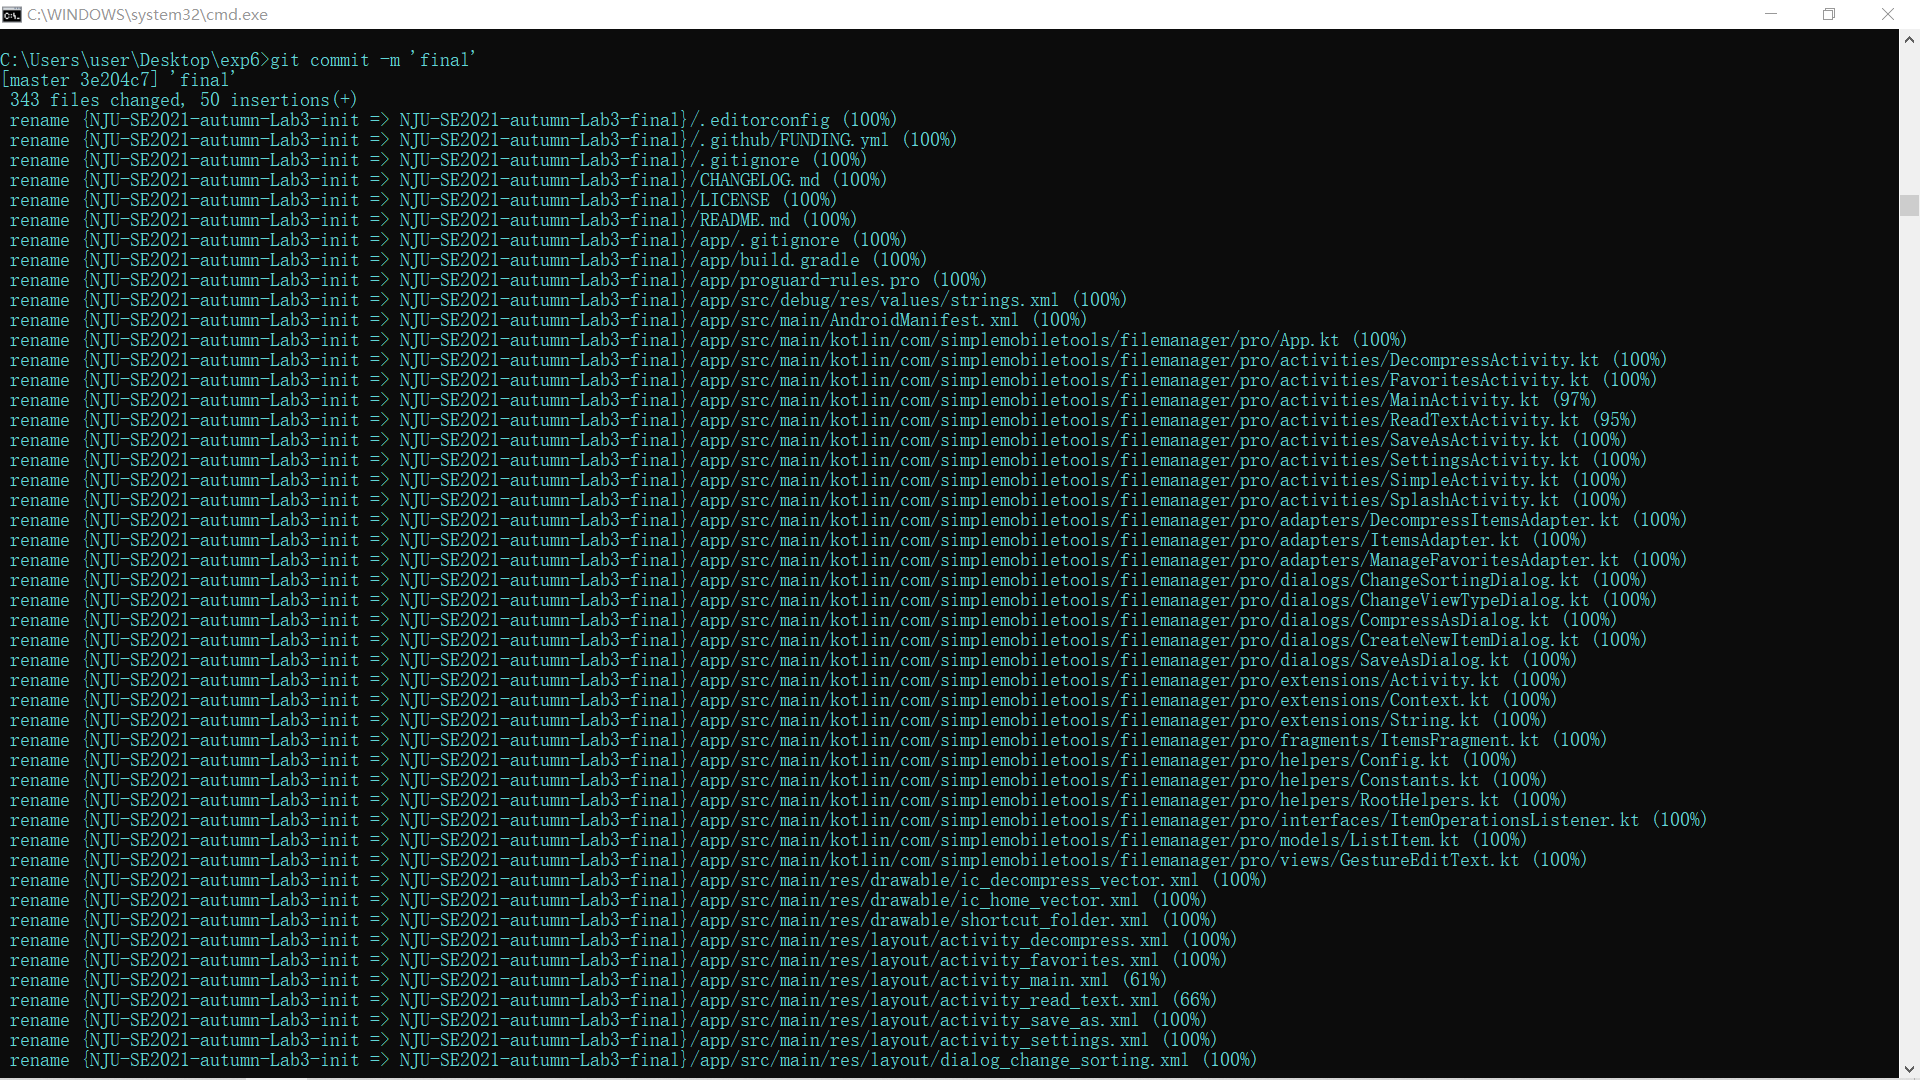 C:\WINDOWS\system32\cmd.exe
C:\Users\user\Desktop\exp6>git commit -m 'final'
[master 3e204c7] 'final'
343 files changed, 50 insertions(+)
rename {NJU-SE2021-autumn-Lab3-init => NJU-SE2021-autumn-Lab3-final}/.editorconfig (100%)
rename {NJU-SE2021-autumn-Lab3-init => NJU-SE2021-autumn-Lab3-final}/.github/FUNDING.yml (100%)
rename {NJU-SE2021-autumn-Lab3-init => NJU-SE2021-autumn-Lab3-final}/.gitignore (100%)
rename {NJU-SE2021-autumn-Lab3-init => NJU-SE2021-autumn-Lab3-final}/CHANGELOG.md (100%)
rename {NJU-SE2021-autumn-Lab3-init => NJU-SE2021-autumn-Lab3-final}/LICENSE (100%)
rename {NJU-SE2021-autumn-Lab3-init => NJU-SE2021-autumn-Lab3-final}/README.md (100%)
rename {NJU-SE2021-autumn-Lab3-init => NJU-SE2021-autumn-Lab3-final}/app/.gitignore (100%)
rename {NJU-SE2021-autumn-Lab3-init => NJU-SE2021-autumn-Lab3-final}/app/build.gradle (100%)
rename {NJU-SE2021-autumn-Lab3-init => NJU-SE2021-autumn-Lab3-final}/app/proguard-rules.pro (100%)
rename {NJU-SE2021-autumn-Lab3-init => NJU-SE2021-autumn-Lab3-final}/app/src/debug/res/values/strings.xml (100%)
rename {NJU-SE2021-autumn-Lab3-init => NJU-SE2021-autumn-Lab3-final}/app/src/main/AndroidManifest.xml (100%)
rename {NJU-SE2021-autumn-Lab3-init => NJU-SE2021-autumn-Lab3-final}/app/src/main/kotlin/com/simplemobiletools/filemanager/pro/App.kt (100%)
rename {NJU-SE2021-autumn-Lab3-init => NJU-SE2021-autumn-Lab3-final}/app/src/main/kotlin/com/simplemobiletools/filemanager/pro/activities/DecompressActivity.kt (100%)
rename {NJU-SE2021-autumn-Lab3-init => NJU-SE2021-autumn-Lab3-final}/app/src/main/kotlin/com/simplemobiletools/filemanager/pro/activities/FavoritesActivity.kt (100%)
rename {NJU-SE2021-autumn-Lab3-init => NJU-SE2021-autumn-Lab3-final}/app/src/main/kotlin/com/simplemobiletools/filemanager/pro/activities/MainActivity.kt (97%)
rename {NJU-SE2021-autumn-Lab3-init => NJU-SE2021-autumn-Lab3-final}/app/src/main/kotlin/com/simplemobiletools/filemanager/pro/activities/ReadTextActivity.kt (95%)
rename {NJU-SE2021-autumn-Lab3-init => NJU-SE2021-autumn-Lab3-final}/app/src/main/kotlin/com/simplemobiletools/filemanager/pro/activities/SaveAsActivity.kt (100%)
rename {NJU-SE2021-autumn-Lab3-init => NJU-SE2021-autumn-Lab3-final}/app/src/main/kotlin/com/simplemobiletools/filemanager/pro/activities/SettingsActivity.kt (100%)
rename {NJU-SE2021-autumn-Lab3-init => NJU-SE2021-autumn-Lab3-final}/app/src/main/kotlin/com/simplemobiletools/filemanager/pro/activities/SimpleActivity.kt (100%)
rename {NJU-SE2021-autumn-Lab3-init => NJU-SE2021-autumn-Lab3-final}/app/src/main/kotlin/com/simplemobiletools/filemanager/pro/activities/SplashActivity.kt (100%)
rename {NJU-SE2021-autumn-Lab3-init => NJU-SE2021-autumn-Lab3-final}/app/src/main/kotlin/com/simplemobiletools/filemanager/pro/adapters/DecompressItemsAdapter.kt (100%)
rename {NJU-SE2021-autumn-Lab3-init => NJU-SE2021-autumn-Lab3-final}/app/src/main/kotlin/com/simplemobiletools/filemanager/pro/adapters/ItemsAdapter.kt (100%)
rename {NJU-SE2021-autumn-Lab3-init => NJU-SE2021-autumn-Lab3-final}/app/src/main/kotlin/com/simplemobiletools/filemanager/pro/adapters/ManageFavoritesAdapter.kt (100%)
rename {NJU-SE2021-autumn-Lab3-init => NJU-SE2021-autumn-Lab3-final}/app/src/main/kotlin/com/simplemobiletools/filemanager/pro/dialogs/ChangeSortingDialog.kt (100%)
rename {NJU-SE2021-autumn-Lab3-init => NJU-SE2021-autumn-Lab3-final}/app/src/main/kotlin/com/simplemobiletools/filemanager/pro/dialogs/ChangeViewTypeDialog.kt (100%)
rename {NJU-SE2021-autumn-Lab3-init => NJU-SE2021-autumn-Lab3-final}/app/src/main/kotlin/com/simplemobiletools/filemanager/pro/dialogs/CompressAsDialog.kt (100%)
rename {NJU-SE2021-autumn-Lab3-init => NJU-SE2021-autumn-Lab3-final}/app/src/main/kotlin/com/simplemobiletools/filemanager/pro/dialogs/CreateNewItemDialog.kt (100%)
rename {NJU-SE2021-autumn-Lab3-init => NJU-SE2021-autumn-Lab3-final}/app/src/main/kotlin/com/simplemobiletools/filemanager/pro/dialogs/SaveAsDialog.kt (100%)
rename {NJU-SE2021-autumn-Lab3-init => NJU-SE2021-autumn-Lab3-final}/app/src/main/kotlin/com/simplemobiletools/filemanager/pro/extensions/Activity.kt (100%)
rename {NJU-SE2021-autumn-Lab3-init => NJU-SE2021-autumn-Lab3-final}/app/src/main/kotlin/com/simplemobiletools/filemanager/pro/extensions/Context.kt (100%)
rename {NJU-SE2021-autumn-Lab3-init => NJU-SE2021-autumn-Lab3-final}/app/src/main/kotlin/com/simplemobiletools/filemanager/pro/extensions/String.kt (100%)
rename {NJU-SE2021-autumn-Lab3-init => NJU-SE2021-autumn-Lab3-final}/app/src/main/kotlin/com/simplemobiletools/filemanager/pro/fragments/ItemsFragment.kt (100%)
rename {NJU-SE2021-autumn-Lab3-init => NJU-SE2021-autumn-Lab3-final}/app/src/main/kotlin/com/simplemobiletools/filemanager/pro/helpers/Config.kt (100%)
rename {NJU-SE2021-autumn-Lab3-init => NJU-SE2021-autumn-Lab3-final}/app/src/main/kotlin/com/simplemobiletools/filemanager/pro/helpers/Constants.kt (100%)
rename {NJU-SE2021-autumn-Lab3-init => NJU-SE2021-autumn-Lab3-final}/app/src/main/kotlin/com/simplemobiletools/filemanager/pro/helpers/RootHelpers.kt (100%)
rename {NJU-SE2021-autumn-Lab3-init => NJU-SE2021-autumn-Lab3-final}/app/src/main/kotlin/com/simplemobiletools/filemanager/pro/interfaces/ItemOperationsListener.kt (100%)
rename {NJU-SE2021-autumn-Lab3-init => NJU-SE2021-autumn-Lab3-final}/app/src/main/kotlin/com/simplemobiletools/filemanager/pro/models/ListItem.kt (100%)
rename {NJU-SE2021-autumn-Lab3-init => NJU-SE2021-autumn-Lab3-final}/app/src/main/kotlin/com/simplemobiletools/filemanager/pro/views/GestureEditText.kt (100%)
rename {NJU-SE2021-autumn-Lab3-init => NJU-SE2021-autumn-Lab3-final}/app/src/main/res/drawable/ic_decompress_vector.xml (100%)
rename {NJU-SE2021-autumn-Lab3-init => NJU-SE2021-autumn-Lab3-final}/app/src/main/res/drawable/ic_home_vector.xml (100%)
rename {NJU-SE2021-autumn-Lab3-init => NJU-SE2021-autumn-Lab3-final}/app/src/main/res/drawable/shortcut_folder.xml (100%)
rename {NJU-SE2021-autumn-Lab3-init => NJU-SE2021-autumn-Lab3-final}/app/src/main/res/layout/activity_decompress.xml (100%)
rename {NJU-SE2021-autumn-Lab3-init => NJU-SE2021-autumn-Lab3-final}/app/src/main/res/layout/activity_favorites.xml (100%)
rename {NJU-SE2021-autumn-Lab3-init => NJU-SE2021-autumn-Lab3-final}/app/src/main/res/layout/activity_main.xml (61%)
rename {NJU-SE2021-autumn-Lab3-init => NJU-SE2021-autumn-Lab3-final}/app/src/main/res/layout/activity_read_text.xml (66%)
rename {NJU-SE2021-autumn-Lab3-init => NJU-SE2021-autumn-Lab3-final}/app/src/main/res/layout/activity_save_as.xml (100%)
rename {NJU-SE2021-autumn-Lab3-init => NJU-SE2021-autumn-Lab3-final}/app/src/main/res/layout/activity_settings.xml (100%)
rename {NJU-SE2021-autumn-Lab3-init => NJU-SE2021-autumn-Lab3-final}/app/src/main/res/layout/dialog_change_sorting.xml (100%)